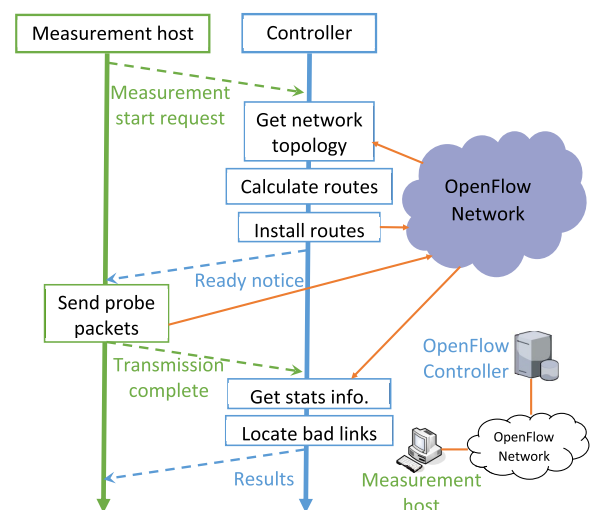 Measurement host
Controller
Measurement
start request
Get network
topology
Calculate routes
OpenFlow
Network
Install routes
Ready notice
Send probe
packets
Transmission
complete
OpenFlow
Controller
Get stats info.
Locate bad links
OpenFlow
Network
Results
Measurement
host